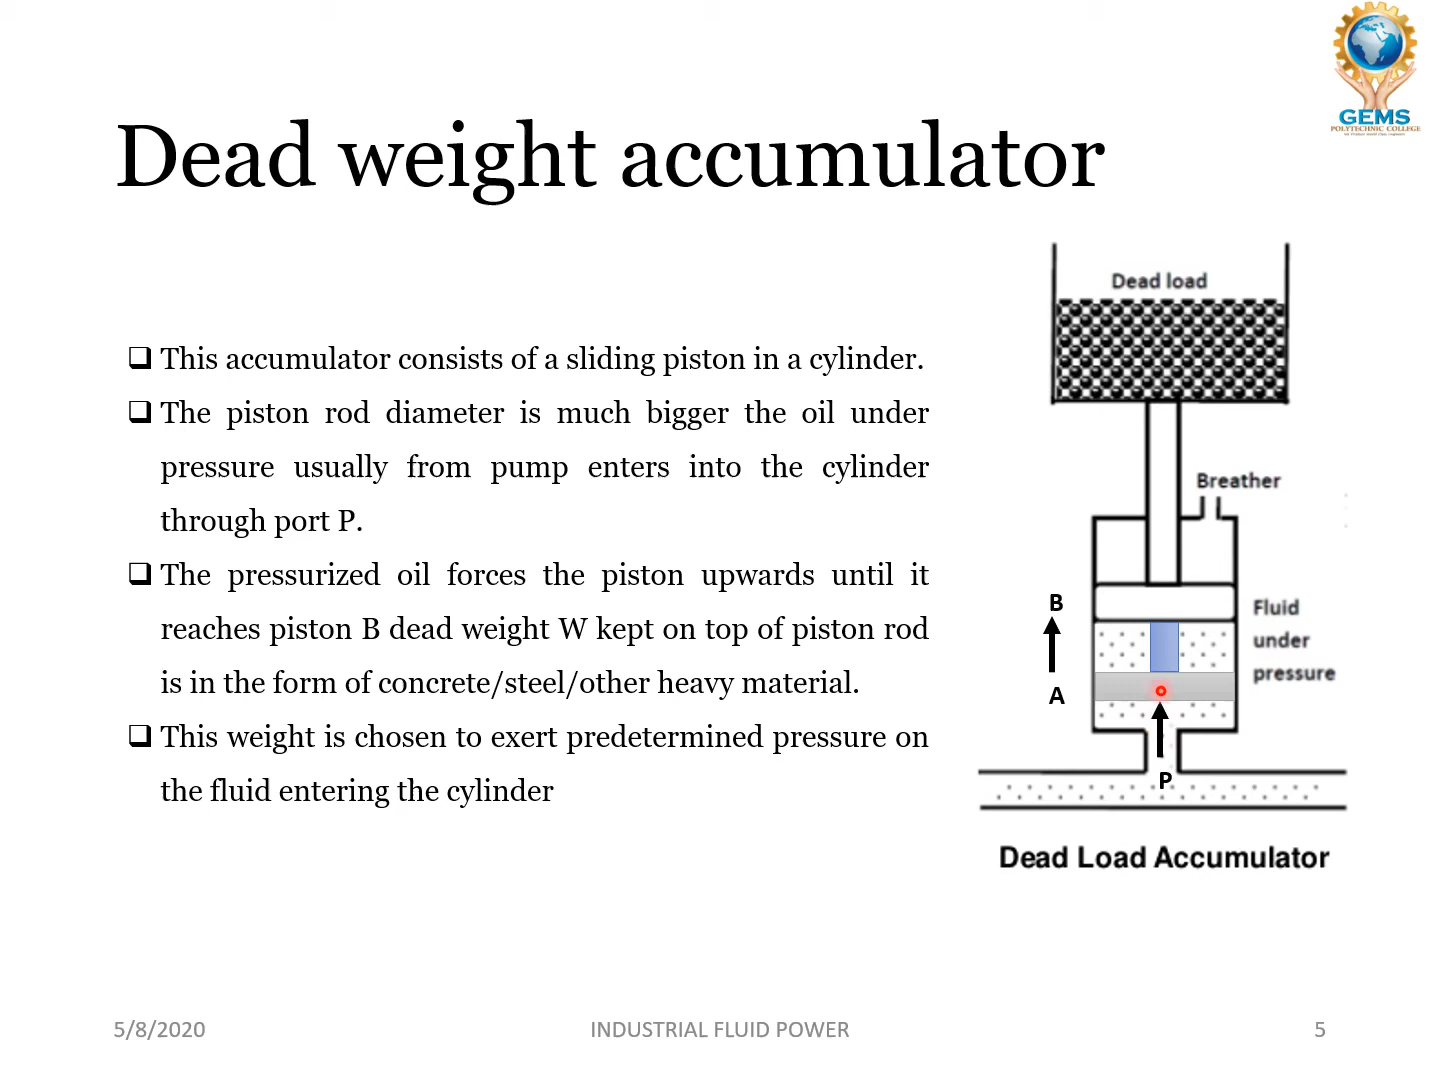 GEMS
POLYTECHNIC COLLEGE
Dead weight accumulator
❑ This accumulator consists of a sliding piston in a cylinder.
❑ The piston rod diameter is much bigger the oil under
pressure usually from pump enters into the cylinder
through port P.
❑ The pressurized oil forces the piston upwards until it
reaches piston B dead weight W kept on top of piston rod
is in the form of concrete/steel/other heavy material.
❑ This weight is chosen to exert predetermined pressure on
the fluid entering the cylinder
Dead load
Breather
B
A
Fluid
under
pressure
P
Dead Load Accumulator
5/8/2020
INDUSTRIAL FLUID POWER
5